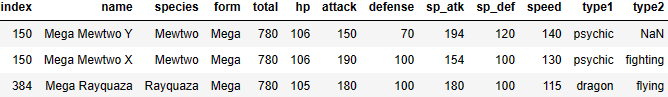 index name species form total hp attack defense sp_atk sp_def speed type1 type2
150 Mega Mewtwo Y Mewtwo Mega 780 106 150 70 194 120 140 psychic NaN
150 Mega Mewtwo X Mewtwo Mega 780 106 190 100 154 100 130 psychic fighting
384 Mega Rayquaza Rayquaza Mega 780 105 180 100 180 100 115 dragon flying